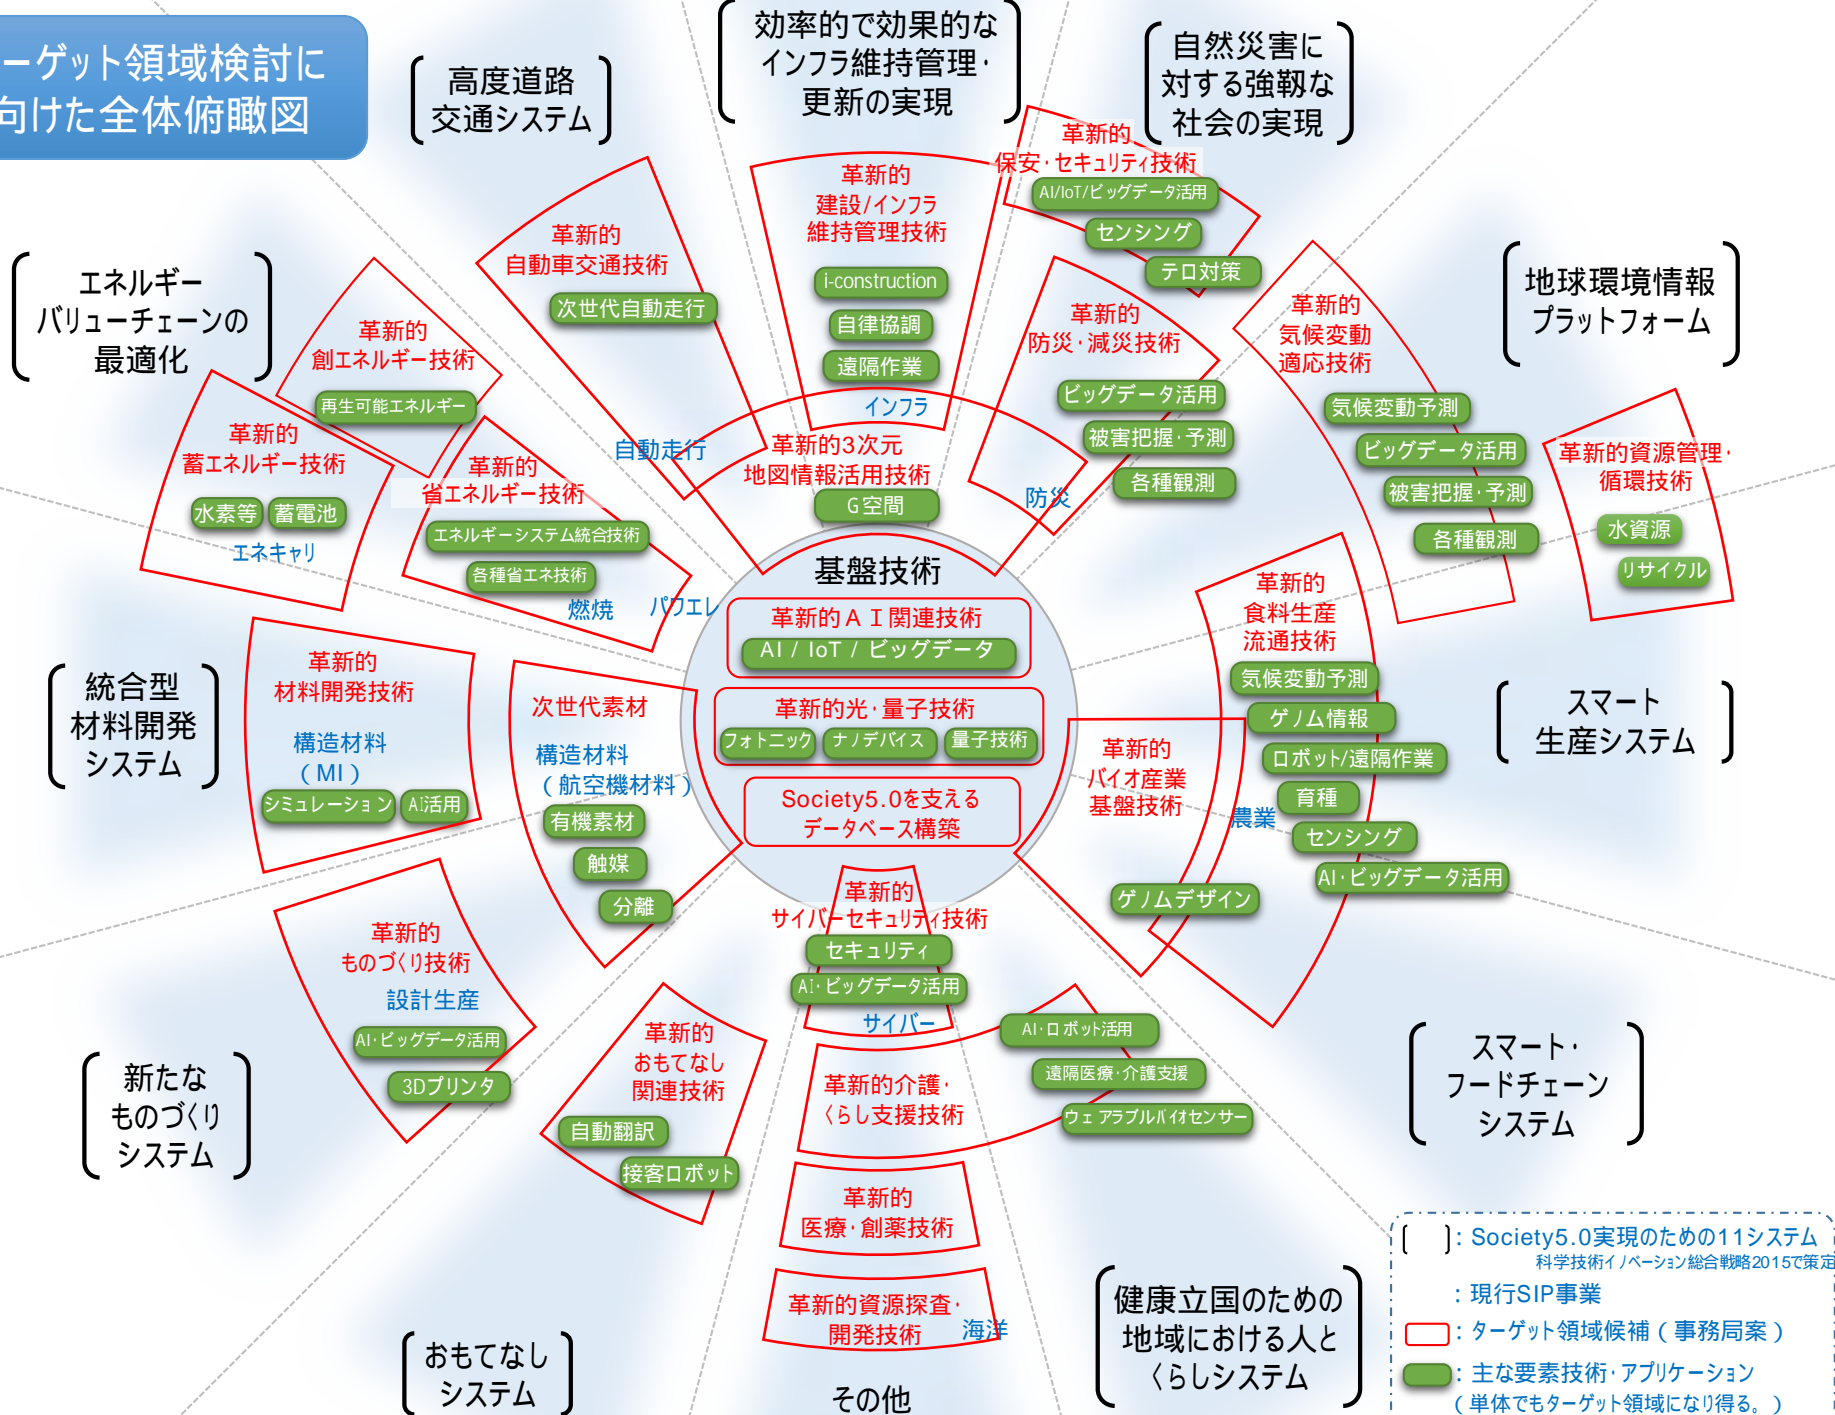 ーゲット領域検討に
向けた全体俯瞰図
高度道路
交通システム
効率的で効果的な
インフラ維持管理・
更新の実現
自然災害に
対する強靱な
社会の実現
エネルギー
バリューチェーンの
最適化
地球環境情報
プラットフォーム
統合型
材料開発
システム
スマート
生産システム
新たな
ものづくり
システム
スマート・
フードチェーン
システム
おもてなし
システム
その他
健康立国のための
地域における人と
くらしシステム
革新的
自動車交通技術
次世代自動走行
自動走行
革新的
建設/インフラ
維持管理技術
i-construction
自律協調
遠隔作業
インフラ
革新的3次元
地図情報活用技術
G空間
革新的
保安・セキュリティ技術
AI/IoT/ビッグデータ活用
センシング
テロ対策
革新的
防災・減災技術
ビッグデータ活用
被害把握・予測
各種観測
防災
革新的
気候変動
適応技術
気候変動予測
ビッグデータ活用
被害把握・予測
各種観測
革新的資源管理・
循環技術
水資源
リサイクル
革新的
創エネルギー技術
再生可能エネルギー
革新的
蓄エネルギー技術
水素等
蓄電池
エネキャリ
革新的
省エネルギー技術
エネルギーシステム統合技術
各種省エネ技術
燃焼
パワエレ
基盤技術
革新的ＡＩ関連技術
AI / IoT / ビッグデータ
革新的光・量子技術
フォトニック
ナノデバイス
量子技術
Society5.0を支える
データベース構築
革新的
材料開発技術
構造材料
（MI）
シミュレーション
AI活用
次世代素材
構造材料
（航空機材料）
有機素材
触媒
分離
革新的
食料生産
流通技術
気候変動予測
ゲノム情報
ロボット/遠隔作業
育種
センシング
AI・ビッグデータ活用
革新的
バイオ産業
基盤技術
農業
ゲノムデザイン
革新的
ものづくり技術
設計生産
AI・ビッグデータ活用
3Dプリンタ
革新的
おもてなし
関連技術
自動翻訳
接客ロボット
革新的
サイバーセキュリティ技術
セキュリティ
AI・ビッグデータ活用
サイバー
革新的介護・
くらし支援技術
AI・ロボット活用
遠隔医療・介護支援
ウェアラブルバイオセンサー
革新的
医療・創薬技術
革新的資源探査・
開発技術
海洋
：Society5.0実現のための11システム
科学技術イノベーション総合戦略2015で策定
：現行SIP事業
：ターゲット領域候補（事務局案）
：主な要素技術・アプリケーション
（単体でもターゲット領域になり得る。）